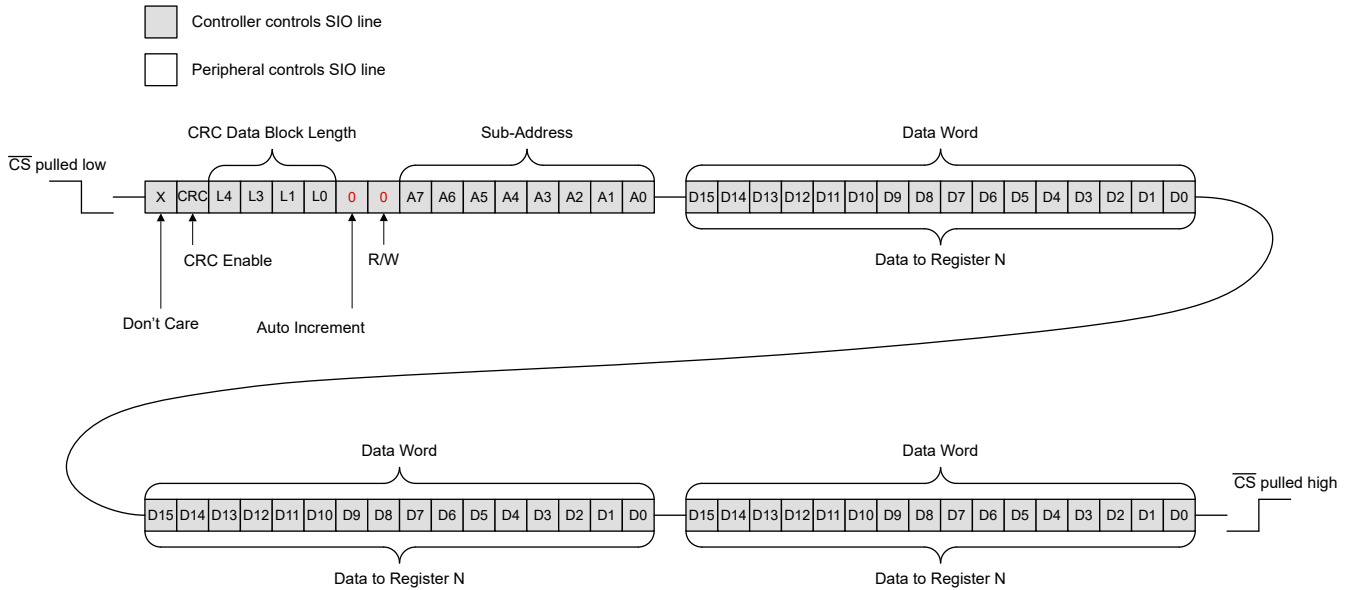 Controller controls SIO line
Peripheral controls SIO line
CRC Data Block Length
Sub-Address
Data Word
CS pulled low
X CRC L4 L3 L1 L0 0 0 A7 A6 A5 A4 A3 A2 A1 A0
D15 D14 D13 D12 D11 D10 D9 D8 D7 D6 D5 D4 D3 D2 D1 D0
CRC Enable
R/W
Data to Register N
Don't Care
Auto Increment
Data Word
Data Word
CS pulled high
D15 D14 D13 D12 D11 D10 D9 D8 D7 D6 D5 D4 D3 D2 D1 D0
D15 D14 D13 D12 D11 D10 D9 D8 D7 D6 D5 D4 D3 D2 D1 D0
Data to Register N
Data to Register N